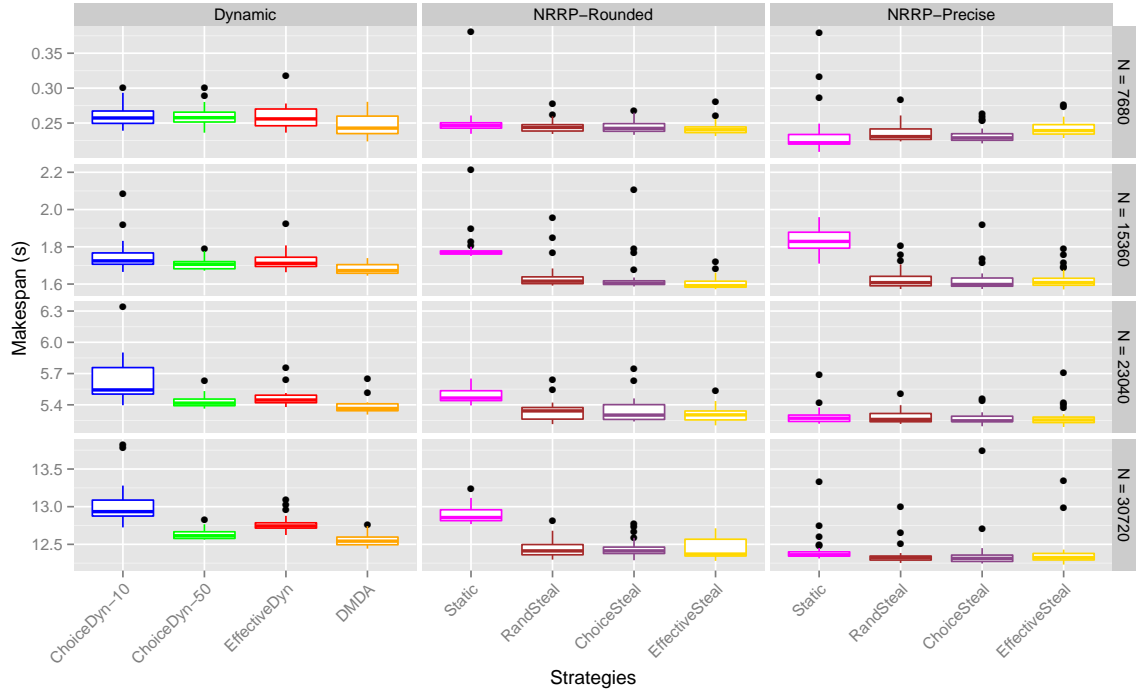 Dynamic
NRRP−Rounded
NRRP−Precise
Makespan (s)
0.35
0.30
0.25
N = 7680
2.2
2.0
1.8
1.6
N = 15360
6.3
6.0
5.7
5.4
N = 23040
13.5
13.0
12.5
N = 30720
ChoiceDyn−10
ChoiceDyn−50
EffectiveDyn
DMDA
Static
RandSteal
ChoiceSteal
EffectiveSteal
Static
RandSteal
ChoiceSteal
EffectiveSteal
Strategies